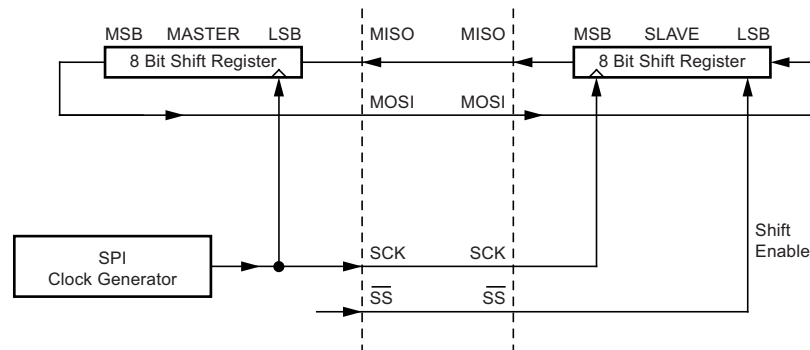 MSB MASTER LSB MISO MISO MSB SLAVE LSB
8 Bit Shift Register 8 Bit Shift Register
MOSI MOSI
Shift
Enable
SPI
Clock Generator
SCK SCK
SS SS